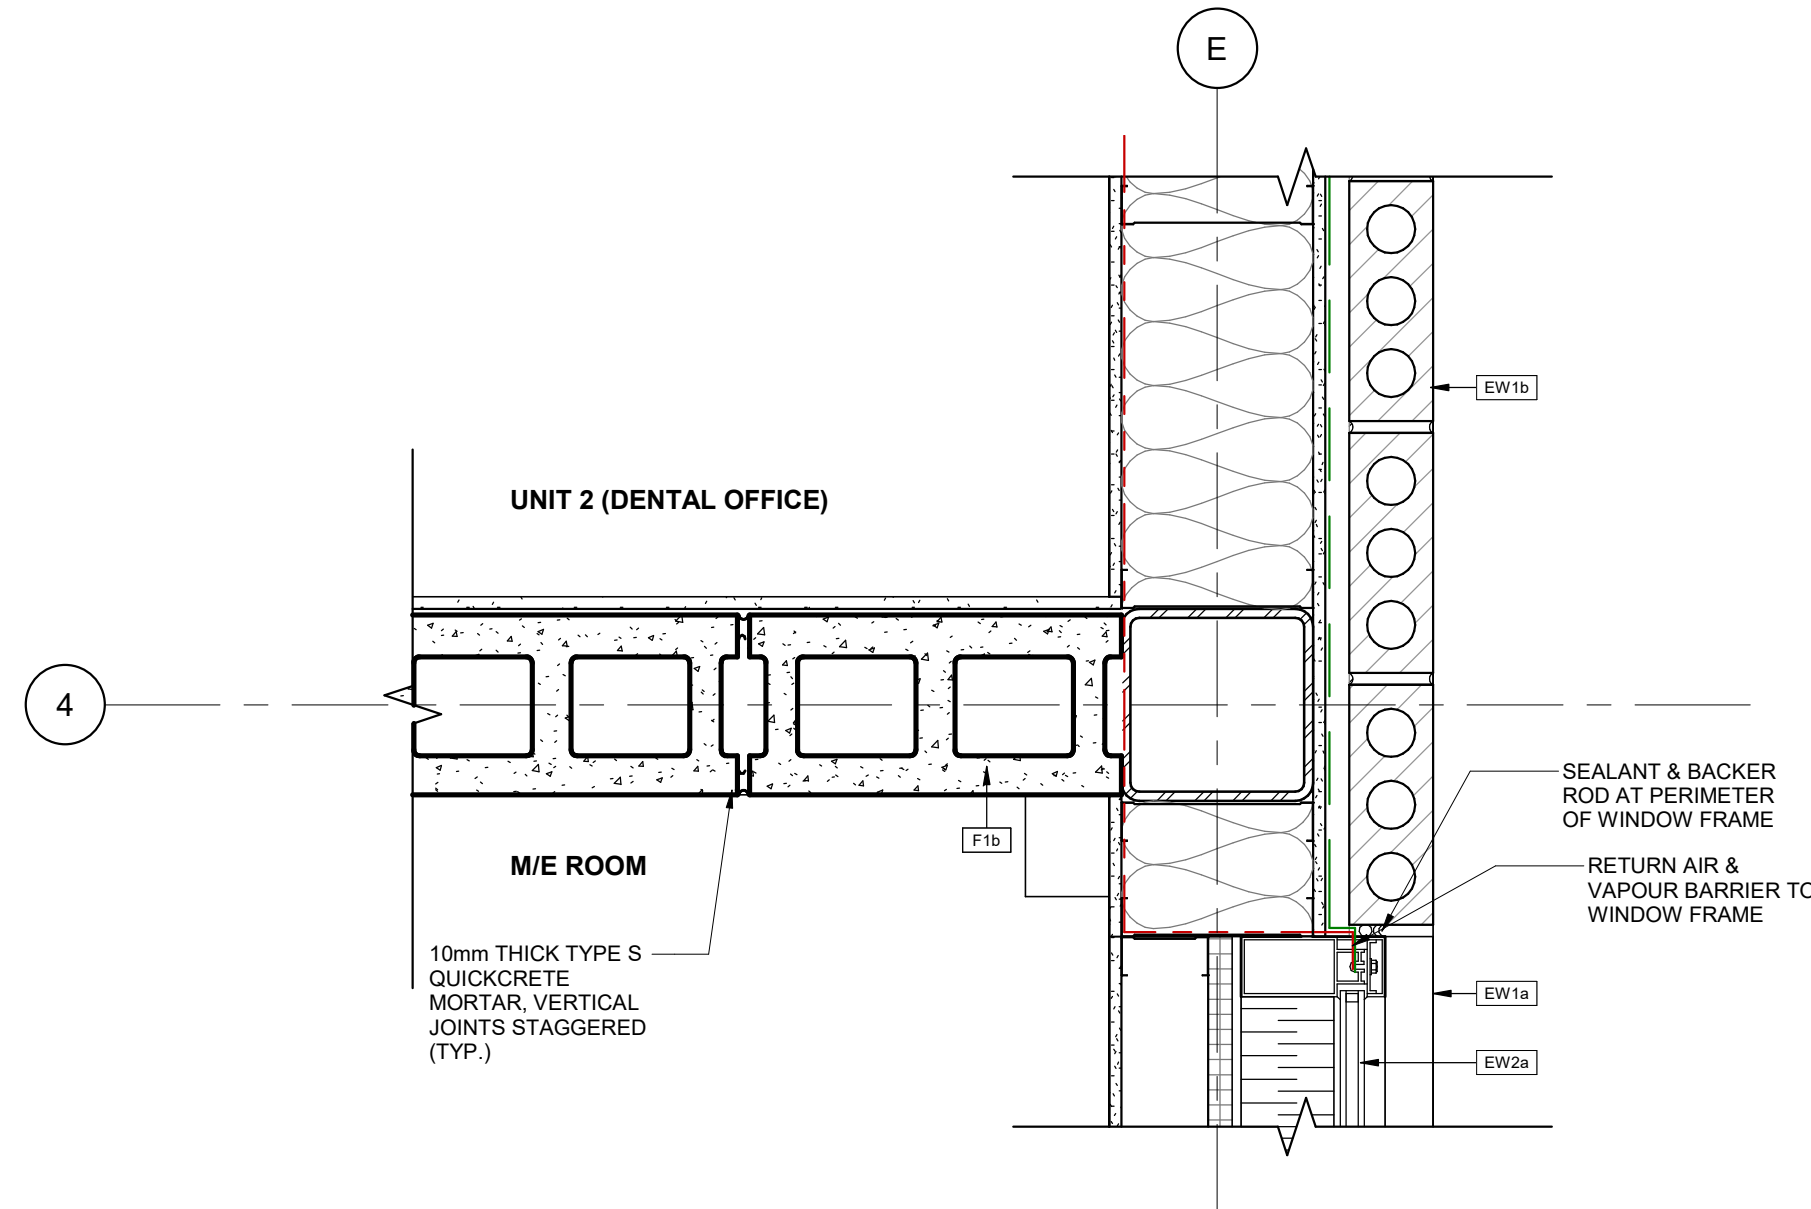 E
EW1b
UNIT 2 (DENTAL OFFICE)
4
SEALANT & BACKER
ROD AT PERIMETER
OF WINDOW FRAME
F1b
M/E ROOM
RETURN AIR &
VAPOUR BARRIER TO
WINDOW FRAME
10mm THICK TYPE S
QUICKCRETE
MORTAR, VERTICAL
JOINTS STAGGERED
(TYP.)
EW1a
EW2a